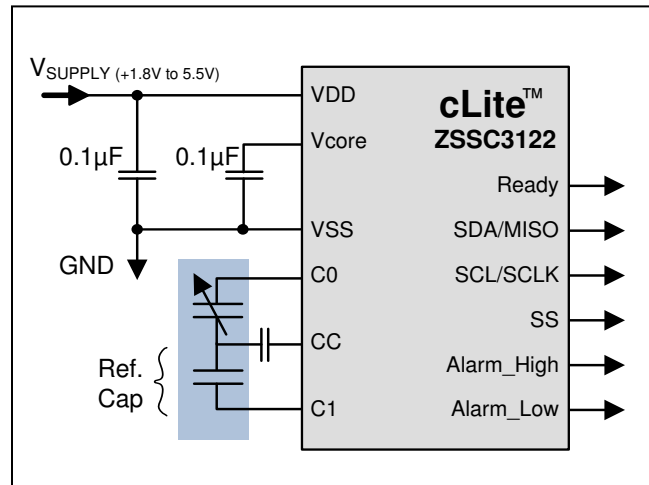 VSUPPLY (+1.8V to 5.5V)
0.1µF
0.1µF
GND
Ref.
Cap
VDD
Vcore
VSS
C0
CC
C1
cLite™
ZSSC3122
Ready
SDA/MISO
SCL/SCLK
SS
Alarm_High
Alarm_Low